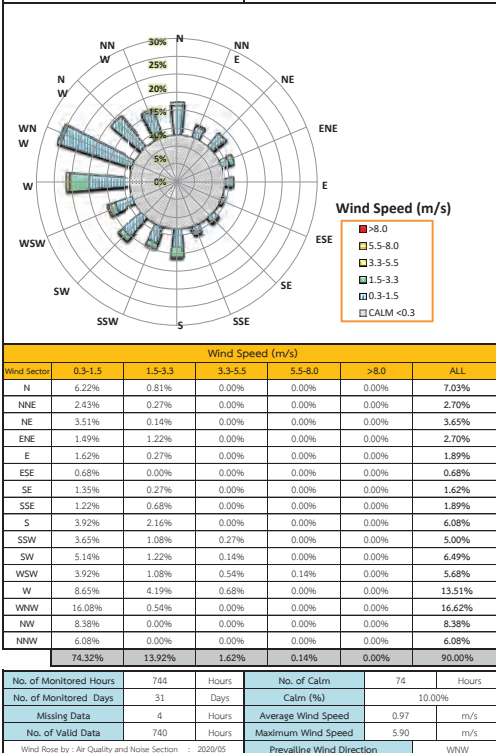 30%
25%
20%
15%
10%
5%
0%
N
NN
E
NE
ENE
E
ESE
SE
SSE
S
SSW
SW
WSW
W
WN
W
N
W
NN
W
Wind Speed (m/s)
>8.0
5.5-8.0
3.3-5.5
1.5-3.3
0.3-1.5
CALM <0.3
Wind Speed (m/s)
Wind Sector 0.3-1.5 1.5-3.3 3.3-5.5 5.5-8.0 >8.0 ALL
N 6.22% 0.81% 0.00% 0.00% 0.00% 7.03%
NNE 2.43% 0.27% 0.00% 0.00% 0.00% 2.70%
NE 3.51% 0.14% 0.00% 0.00% 0.00% 3.65%
ENE 1.49% 1.22% 0.00% 0.00% 0.00% 2.70%
E 1.62% 0.27% 0.00% 0.00% 0.00% 1.89%
ESE 0.68% 0.00% 0.00% 0.00% 0.00% 0.68%
SE 1.35% 0.27% 0.00% 0.00% 0.00% 1.62%
SSE 1.22% 0.68% 0.00% 0.00% 0.00% 1.89%
S 3.92% 2.16% 0.00% 0.00% 0.00% 6.08%
SSW 3.65% 1.08% 0.27% 0.00% 0.00% 5.00%
SW 5.14% 1.22% 0.14% 0.00% 0.00% 6.49%
WSW 3.92% 1.08% 0.54% 0.14% 0.00% 5.68%
W 8.65% 4.19% 0.68% 0.00% 0.00% 13.51%
WNW 16.08% 0.54% 0.00% 0.00% 0.00% 16.62%
NW 8.38% 0.00% 0.00% 0.00% 0.00% 8.38%
NNW 6.08% 0.00% 0.00% 0.00% 0.00% 6.08%
74.32% 13.92% 1.62% 0.14% 0.00% 90.00%
No. of Monitored Hours 744 Hours No. of Calm 74 Hours
No. of Monitored Days 31 Days Calm (%) 10.00%
Missing Data 4 Hours Average Wind Speed 0.97 m/s
No. of Valid Data 740 Hours Maximum Wind Speed 5.90 m/s
Wind Rose by : Air Quality and Noise Section : 2020/05 Prevailing Wind Direction WNW